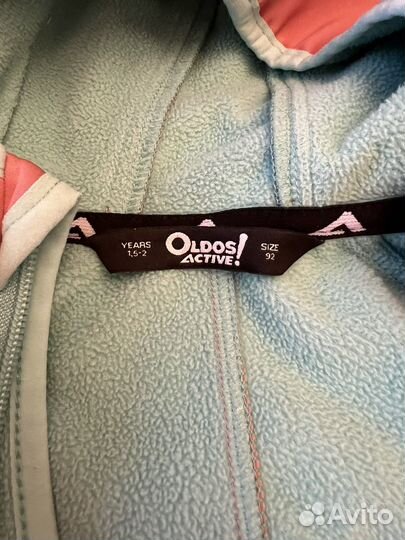 YEARS
1,5-2
OLDOS
ACTIVE!
SIZE
92
Avito